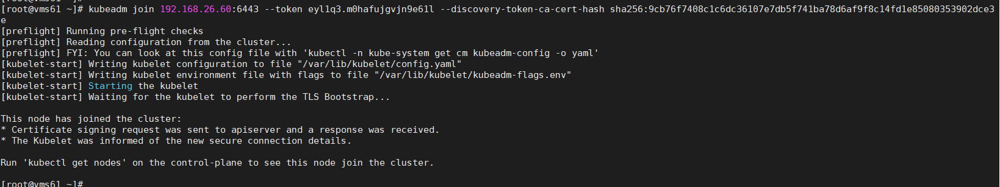 [root@vms61 ~]# kubeadm join 192.168.26.60:6443 --token eyl1q3.m0hafujgvjn9e61l --discovery-token-ca-cert-hash sha256:9cb76f7408c1c6dc36107e7db5f741ba78d6af9f8c14fd1e85080353902dce3
e
[preflight] Running pre-flight checks
[preflight] Reading configuration from the cluster...
[preflight] FYI: You can look at this config file with 'kubectl -n kube-system get cm kubeadm-config -o yaml'
[kubelet-start] Writing kubelet configuration to file "/var/lib/kubelet/config.yaml"
[kubelet-start] Writing kubelet environment file with flags to file "/var/lib/kubelet/kubeadm-flags.env"
[kubelet-start] Starting the kubelet
[kubelet-start] Waiting for the kubelet to perform the TLS Bootstrap...
This node has joined the cluster:
* Certificate signing request was sent to apiserver and a response was received.
* The Kubelet was informed of the new secure connection details.
Run 'kubectl get nodes' on the control-plane to see this node join the cluster.
[root@vms61 ~]#